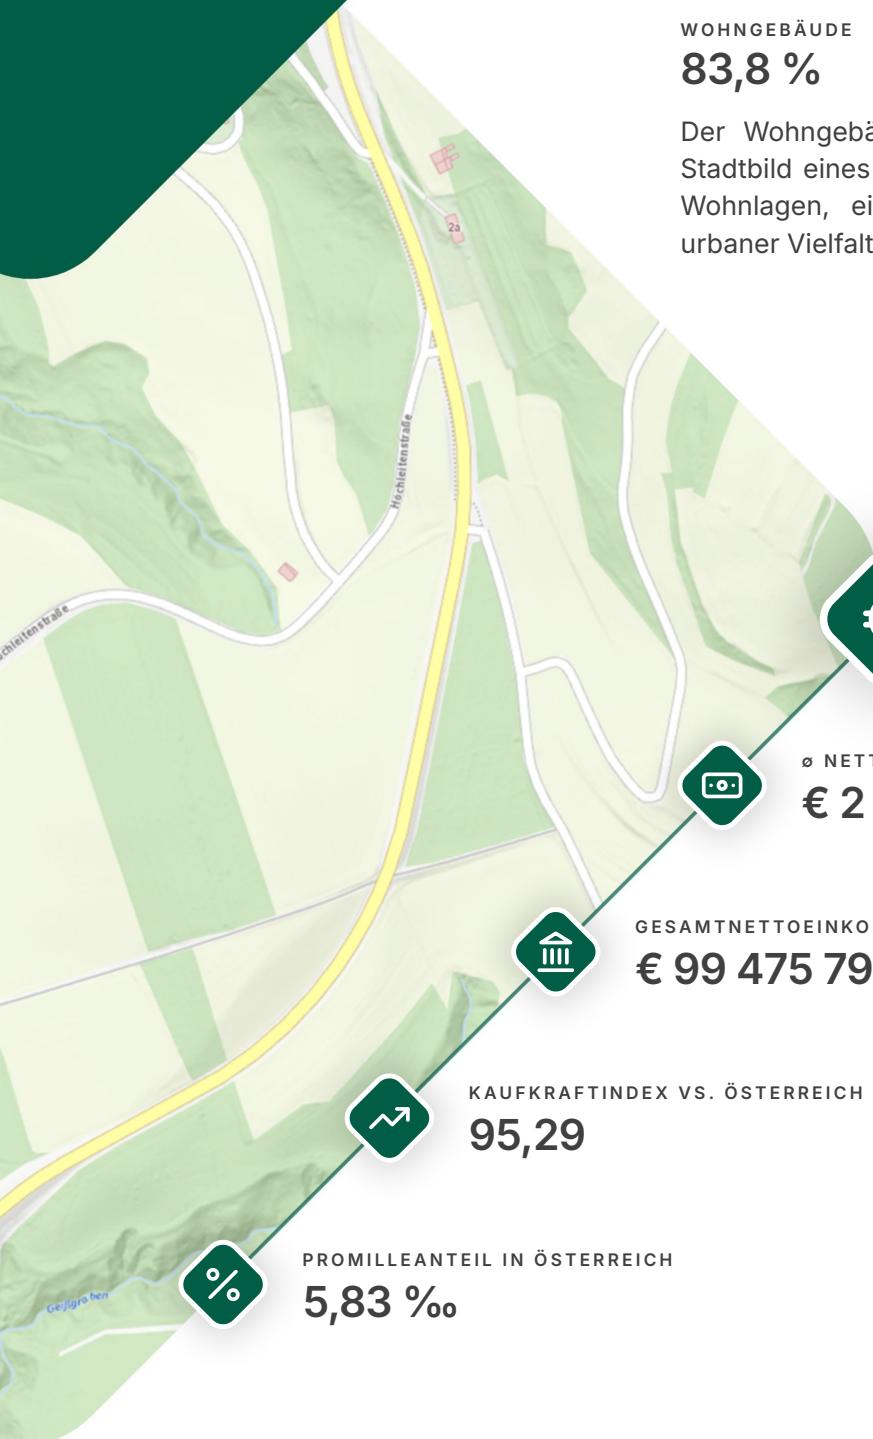 WOHNGEBÄUDE
83,8 %
Der Wohngebä
Stadtbild eines
Wohnlagen, ei
urbaner Vielfalt
2a
Hochleitenstraße
chleitenstraße
ø NETT
€ 2
GESAMTNETTOEINKO
€ 99 475 79
KAUFKRAFTINDEX VS. ÖSTERREICH
95,29
PROMILLEANTEIL IN ÖSTERREICH
5,83 ‰
Geißgraben